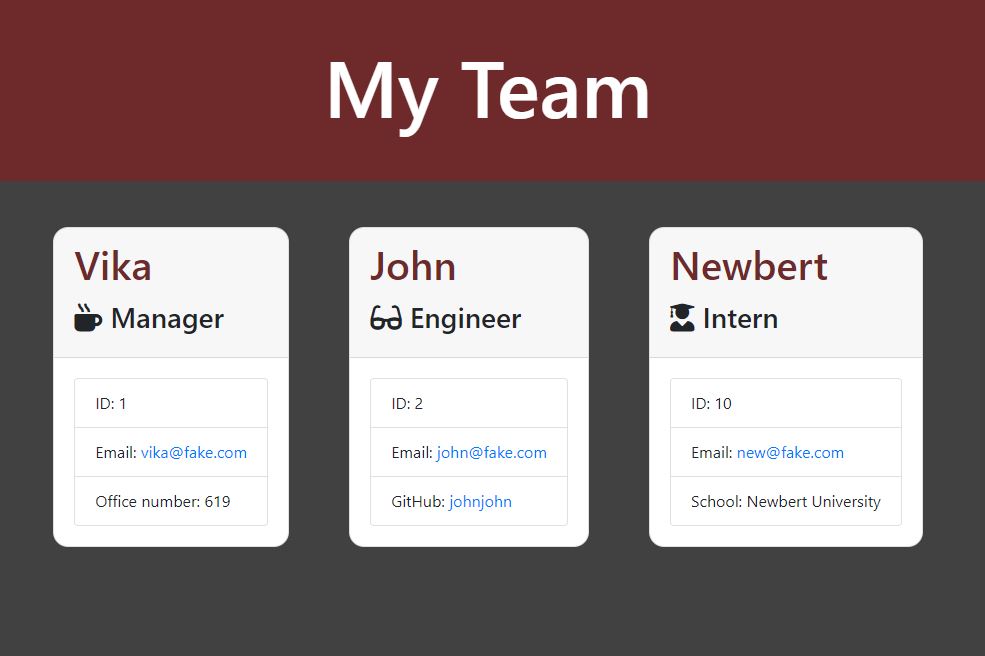 My Team
Vika
Manager
ID: 1
Email: vika@fake.com
Office number: 619
John
Engineer
ID: 2
Email: john@fake.com
GitHub: johnjohn
Newbert
Intern
ID: 10
Email: new@fake.com
School: Newbert University